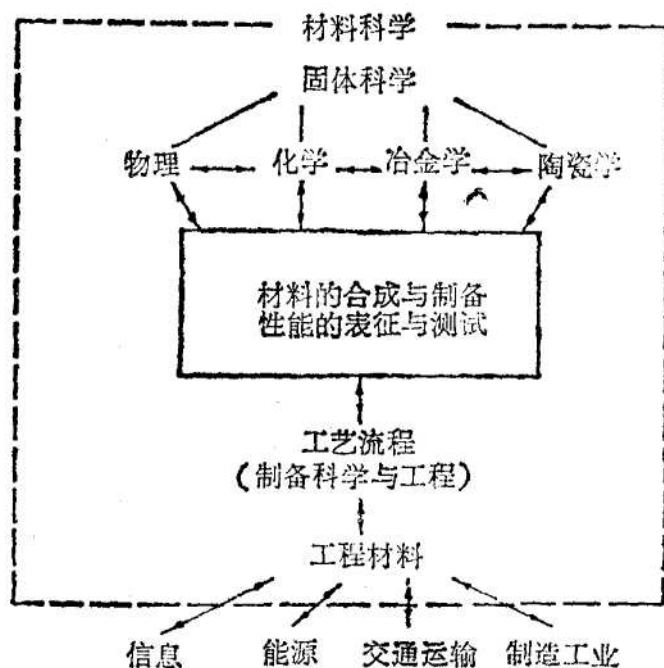 材料科学
固体科学
物理 化学 冶金学 陶瓷学
材料的合成与制备
性能的表征与测试
工艺流程
(制备科学与工程)
工程材料
信息 能源 交通运输 制造工业